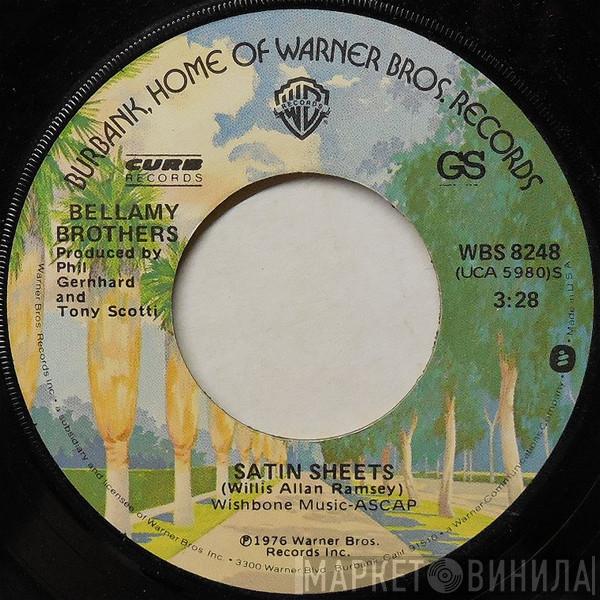 BURBANK, HOME OF WARNER BROS. RECORDS
RECORDS
CURB
RECORDS
GS
BELLAMY
BROTHERS
Produced by
Phil
Gernhard
and
Tony Scotti
WBS 8248
(UCA 5980)S
3:28
Made in U.S.A.
SATIN SHEETS
(Willis Allan Ramsey)
Wishbone Music-ASCAP
℗1976 Warner Bros.
Records Inc.
Warner Bros. Records Inc. • a subsidiary and licensee of Warner Bros. Inc. • 3300 Warner Blvd., Burbank, Calif. 91510 • a Warner Communications Company •
МАРКЕТ ВИНИЛА